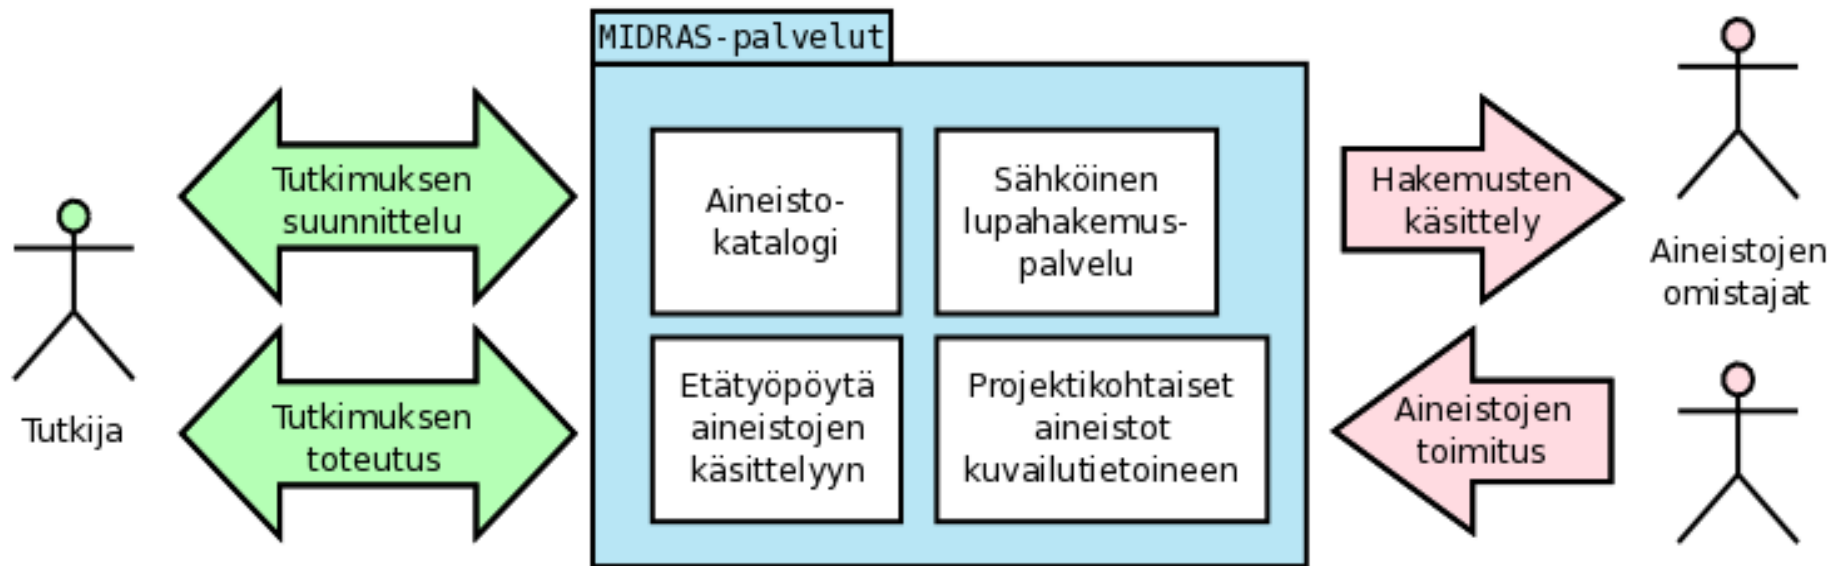 MIDRAS-palvelut
Tutkimuksen
suunnittelu
Aineisto-
katalogi
Sähköinen
lupahakemus-
palvelu
Hakemusten
käsittely
Aineistojen
omistajat
Tutkija
Tutkimuksen
toteutus
Etätyöpöytä
aineistojen
käsittelyyn
Projektikohtaiset
aineistot
kuvailutietoineen
Aineistojen
toimitus